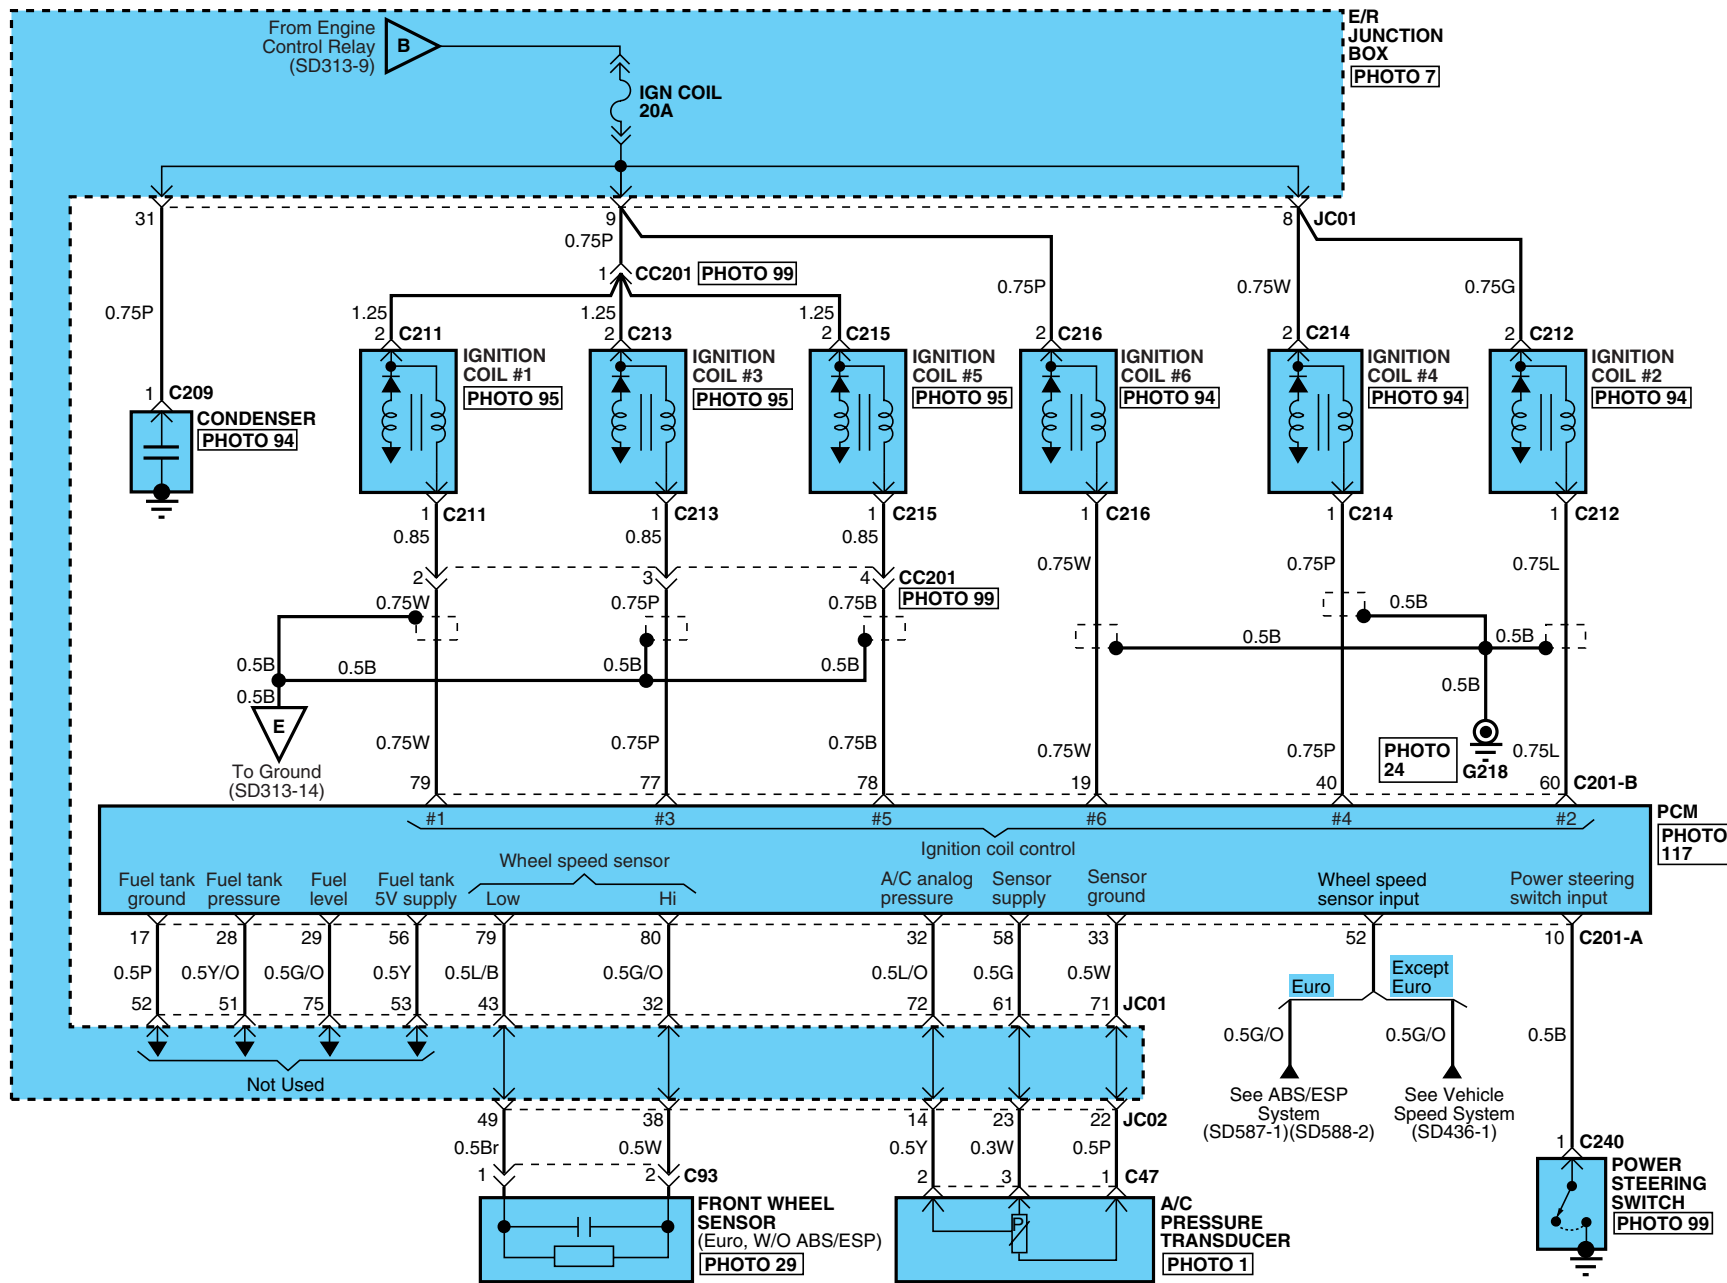 From Engine
Control Relay
(SD313-9)
B
IGN COIL
20A
E/R
JUNCTION
BOX
PHOTO 7
31
9
8
JC01
0.75P
1
CC201
PHOTO 99
0.75P
0.75P
0.75W
0.75G
1.25
1.25
1.25
2
C211
2
C213
2
C215
2
C216
2
C214
2
C212
IGNITION
COIL #1
PHOTO 95
IGNITION
COIL #3
PHOTO 95
IGNITION
COIL #5
PHOTO 95
IGNITION
COIL #6
PHOTO 94
IGNITION
COIL #4
PHOTO 94
IGNITION
COIL #2
PHOTO 94
1
C209
CONDENSER
PHOTO 94
1
C211
1
C213
1
C215
1
C216
1
C214
1
C212
0.85
0.85
0.85
0.75W
0.75P
0.75L
2
3
4
CC201
PHOTO 99
0.75W
0.75P
0.75B
0.5B
0.5B
0.5B
0.5B
0.5B
0.5B
0.5B
0.5B
0.5B
E
To Ground
(SD313-14)
0.75W
0.75P
0.75B
0.75W
0.75P
PHOTO
24
G218
0.75L
79
77
78
19
40
60
C201-B
#1
#3
#5
#6
#4
#2
PCM
PHOTO
117
Ignition coil control
Wheel speed sensor
Fuel tank
ground
Fuel tank
pressure
Fuel
level
Fuel tank
5V supply
Low
Hi
A/C analog
pressure
Sensor
supply
Sensor
ground
Wheel speed
sensor input
Power steering
switch input
17
28
29
56
79
80
32
58
33
52
10
C201-A
0.5P
0.5Y/O
0.5G/O
0.5Y
0.5L/B
0.5G/O
0.5L/O
0.5G
0.5W
Euro
Except
Euro
52
51
75
53
43
32
72
61
71
JC01
0.5G/O
0.5G/O
0.5B
Not Used
See ABS/ESP
System
(SD587-1)(SD588-2)
See Vehicle
Speed System
(SD436-1)
49
38
14
23
22
JC02
0.5Br
0.5W
0.5Y
0.3W
0.5P
1
2
C93
2
3
1
C47
1
C240
FRONT WHEEL
SENSOR
(Euro, W/O ABS/ESP)
PHOTO 29
P
A/C
PRESSURE
TRANSDUCER
PHOTO 1
POWER
STEERING
SWITCH
PHOTO 99